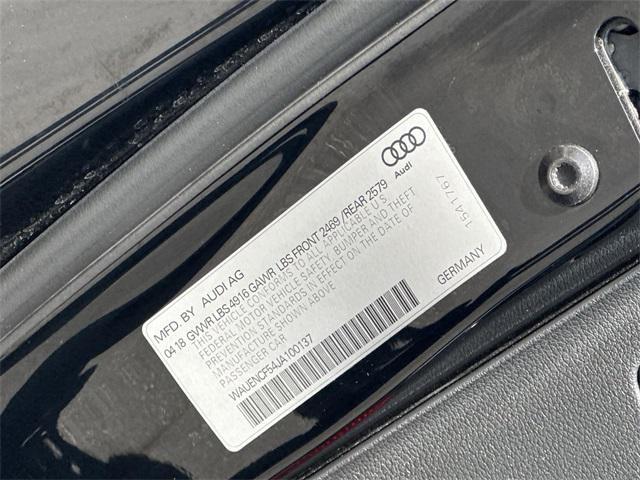 MFD. BY AUDI AG
04 18 GVWR LBS 4916 GAWR LBS FRONT 2469 /REAR 2579
THIS VEHICLE CONFORMS TO ALL APPLICABLE U.S.
FEDERAL MOTOR VEHICLE SAFETY, BUMPER AND THEFT
PREVENTION STANDARDS IN EFFECT ON THE DATE OF
MANUFACTURE SHOWN ABOVE
PASSENGER CAR
WAUENCF54JA100137
GERMANY
Audi
15A1767